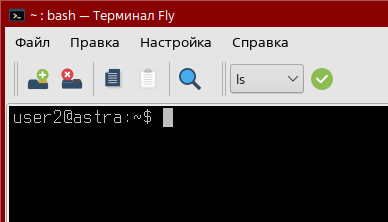 ~ : bash — Терминал Fly
Файл Правка Настройка Справка
ls
user2@astra:~$